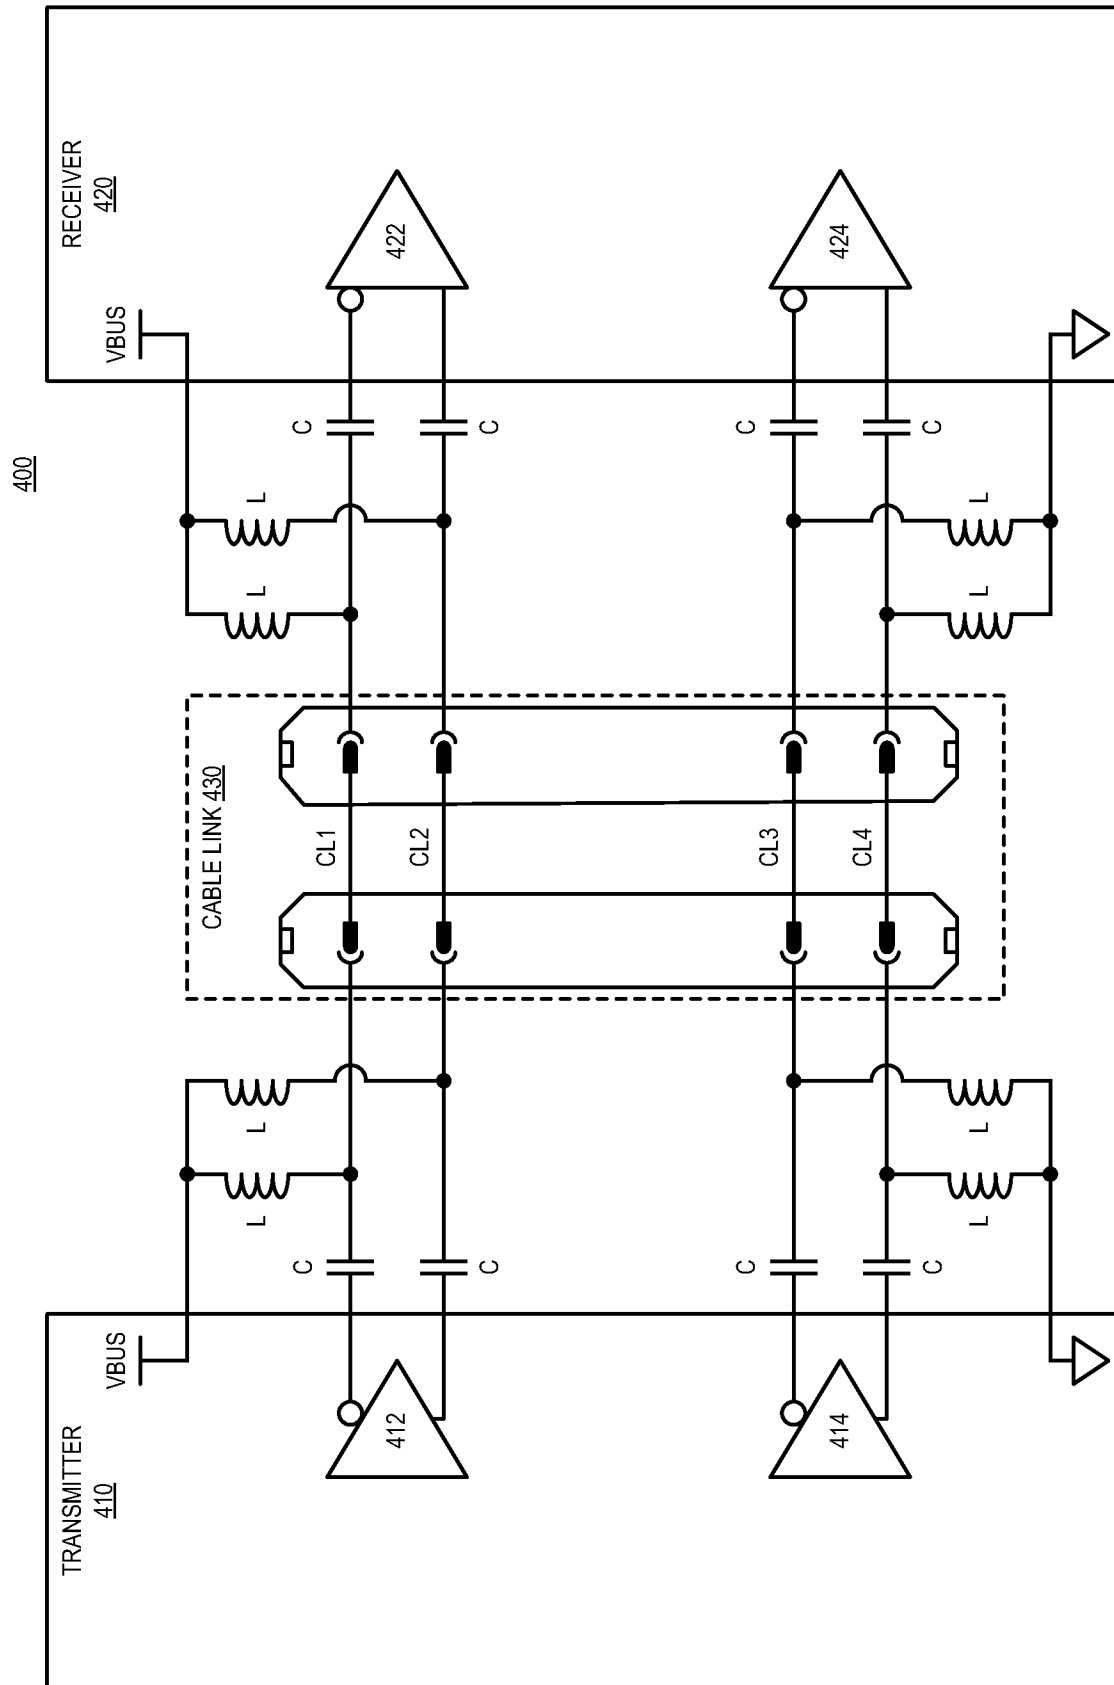 400
TRANSMITTER
410
VBUS
412
414
C
C
C
C
L
L
L
L
CABLE LINK 430
CL1
CL2
CL3
CL4
L
L
L
L
C
C
C
C
RECEIVER
420
VBUS
422
424